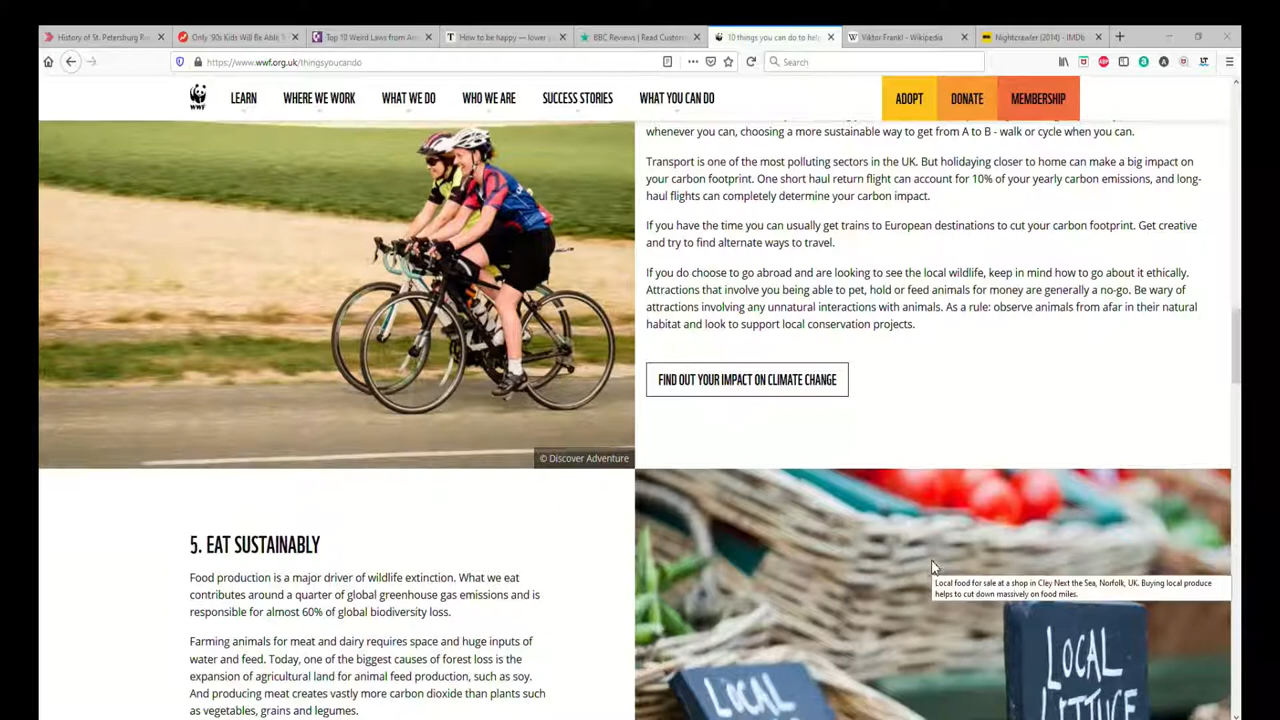 History of St. Petersburg Re
Only '90s Kids Will Be Able
Top 10 Weird Laws from Arc
How to be happy — lower y
BBC Reviews | Read Custom
10 things you can do to help
Viktor Frankl - Wikipedia
Nightcrawler (2014) - IMDb
https://www.wwf.org.uk/thingsyoucando
Search
WWF
LEARN
WHERE WE WORK
WHAT WE DO
WHO WE ARE
SUCCESS STORIES
WHAT YOU CAN DO
ADOPT
DONATE
MEMBERSHIP
whenever you can, choosing a more sustainable way to get from A to B - walk or cycle when you can.
Transport is one of the most polluting sectors in the UK. But holidaying closer to home can make a big impact on
your carbon footprint. One short haul return flight can account for 10% of your yearly carbon emissions, and long-
haul flights can completely determine your carbon impact.
If you have the time you can usually get trains to European destinations to cut your carbon footprint. Get creative
and try to find alternate ways to travel.
If you do choose to go abroad and are looking to see the local wildlife, keep in mind how to go about it ethically.
Attractions that involve you being able to pet, hold or feed animals for money are generally a no-go. Be wary of
attractions involving any unnatural interactions with animals. As a rule: observe animals from afar in their natural
habitat and look to support local conservation projects.
FIND OUT YOUR IMPACT ON CLIMATE CHANGE
© Discover Adventure
5. EAT SUSTAINABLY
Food production is a major driver of wildlife extinction. What we eat
contributes around a quarter of global greenhouse gas emissions and is
responsible for almost 60% of global biodiversity loss.
Farming animals for meat and dairy requires space and huge inputs of
water and feed. Today, one of the biggest causes of forest loss is the
expansion of agricultural land for animal feed production, such as soy.
And producing meat creates vastly more carbon dioxide than plants such
as vegetables, grains and legumes.
Local food for sale at a shop in Cley Next the Sea, Norfolk, UK. Buying local produce
helps to cut down massively on food miles.
LOCAL
LETTUCE
LOCAL